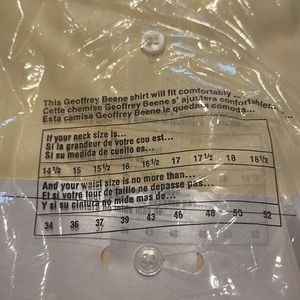 This Geoffrey Beene shirt will fit comfortably ...
Cette chemise Geoffrey Beene s' ajustera confortablement...
Esta camisa Geoffrey Beene le quedara comoda...
If your neck size is...
Si la grandeur de votre cou est...
Si su medida de cuello es...
14½ 15 15½ 16 16½ 17 17½ 18 18½
And your waist size is no more than...
Et si votre tour de taille ne depasse pas...
Y si su cintura no mide mas de...
34 36 37 39 43 46 48 50 52